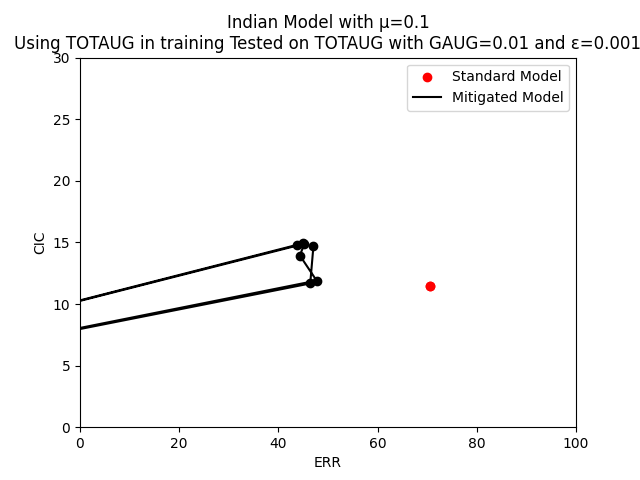 Indian Model with μ=0.1
Using TOTAUG in training Tested on TOTAUG with GAUG=0.01 and ε=0.001
30
25
20
15
10
5
0
CIC
Standard Model
Mitigated Model
0 20 40 60 80 100
ERR